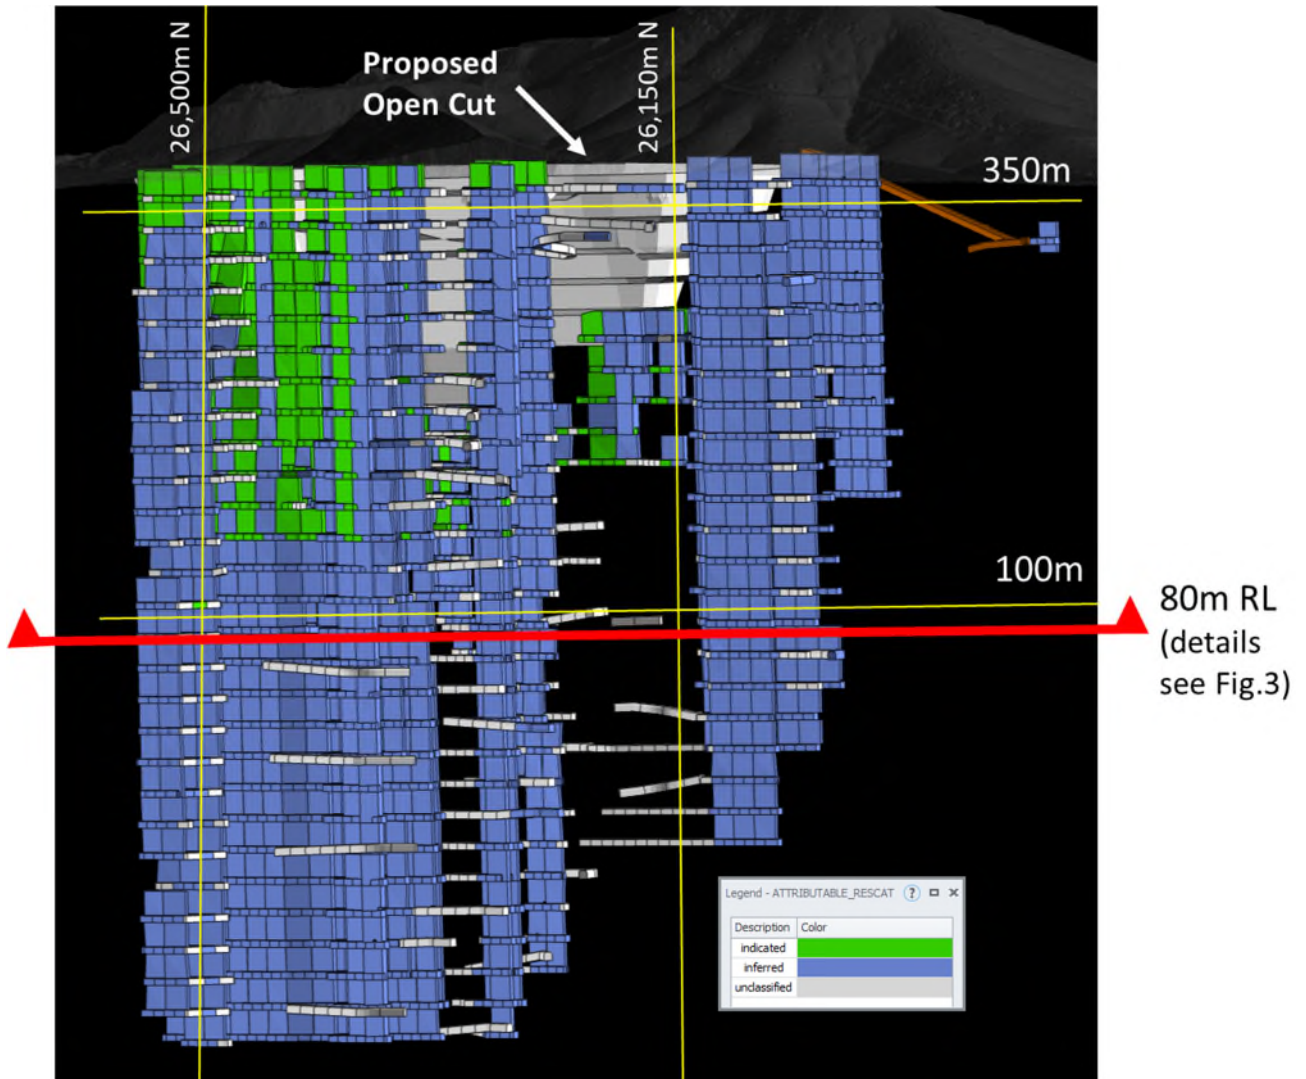 26,500m N
Proposed
Open Cut
26,150m N
350m
100m
80m RL
(details
see Fig.3)
Legend - ATTRIBUTABLE_RESCAT
Description Color
indicated
inferred
unclassified